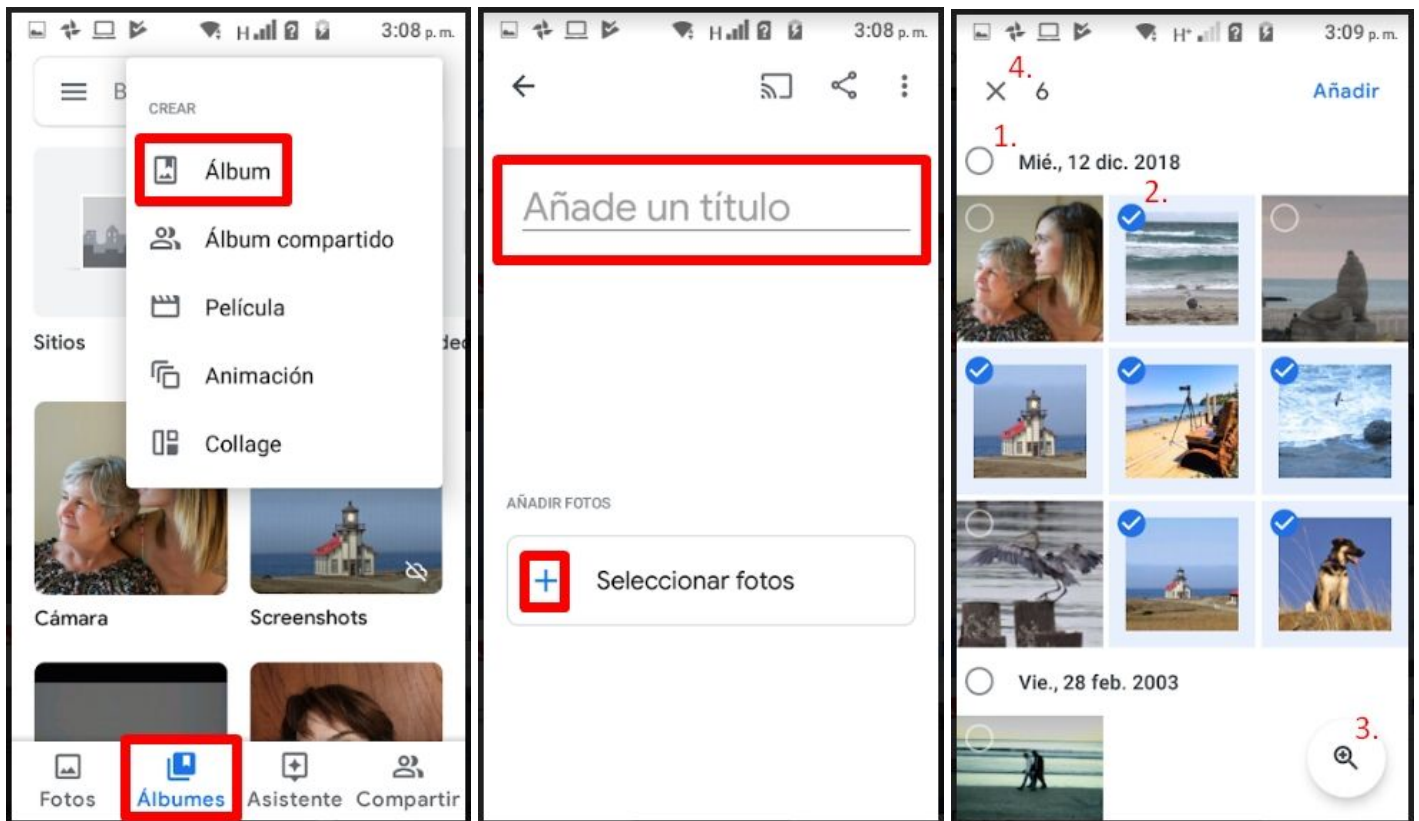 3:08 p. m.
B
CREAR
Álbum
Álbum compartido
Película
Animación
Collage
Sitios
Cámara
Screenshots
Fotos
Álbumes
Asistente
Compartir
H
3:08 p. m.
Añade un título
AÑADIR FOTOS
+ Seleccionar fotos
H
H+
3:09 p. m.
4.
6
Añadir
1.
Mié., 12 dic. 2018
2.
Vie., 28 feb. 2003
3.